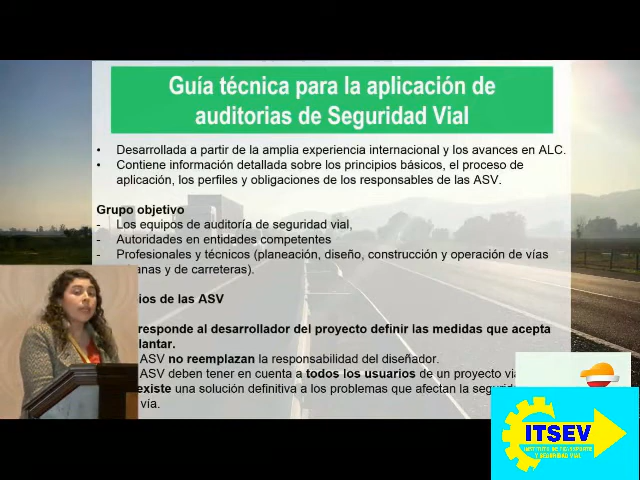 Guía técnica para la aplicación de
auditorias de Seguridad Vial
• Desarrollada a partir de la amplia experiencia internacional y los avances en ALC.
• Contiene información detallada sobre los principios básicos, el proceso de
aplicación, los perfiles y obligaciones de los responsables de las ASV.
Grupo objetivo
- Los equipos de auditoría de seguridad vial,
- Autoridades en entidades competentes
- Profesionales y técnicos (planeación, diseño, construcción y operación de vías
y de carreteras).
de las ASV
responde al desarrollador del proyecto definir las medidas que acepta
ASV no reemplazan la responsabilidad del diseñador.
ASV deben tener en cuenta a todos los usuarios de un proyecto
existe una solución definitiva a los problemas que afectan la
vía.
ITSEV
INSTITUTO DE TRANSPORTE
Y SEGURIDAD VIAL